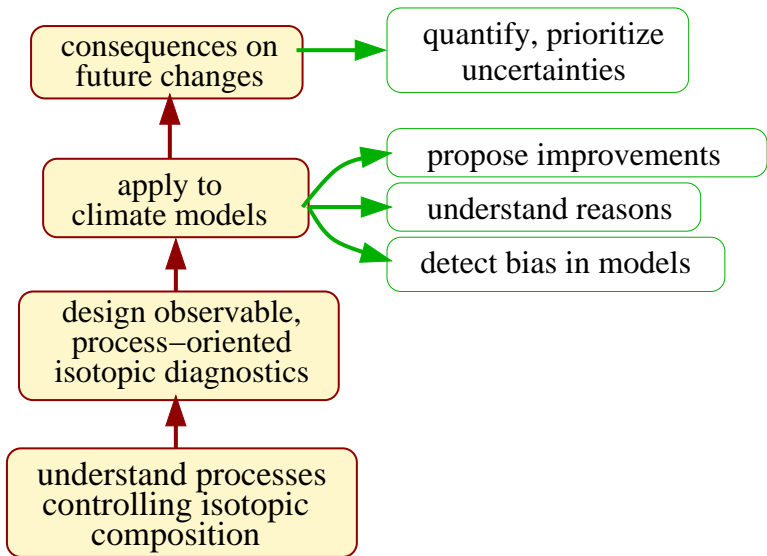 consequences on
future changes
quantify, prioritize
uncertainties
apply to
climate models
propose improvements
understand reasons
detect bias in models
design observable,
process−oriented
isotopic diagnostics
understand processes
controlling isotopic
composition